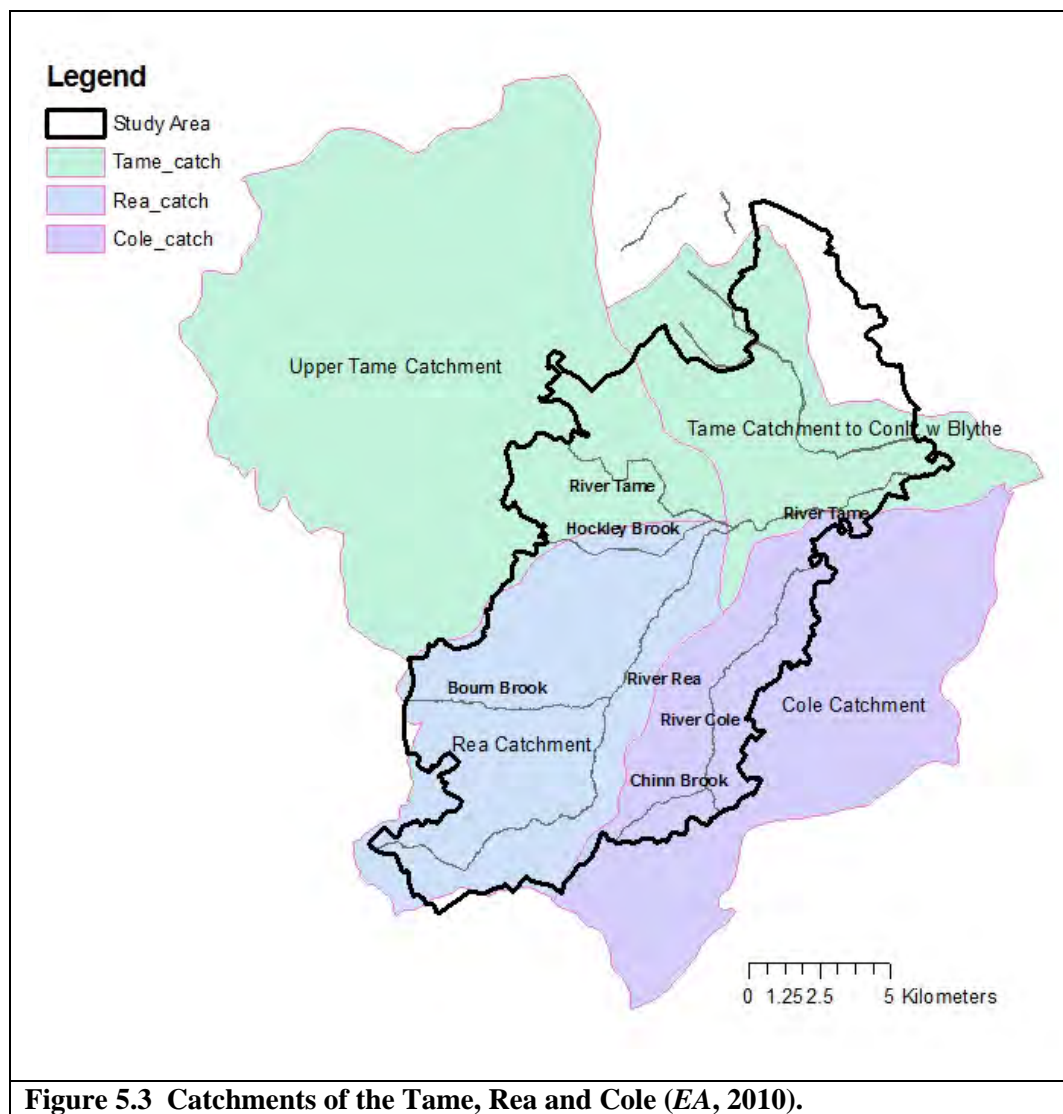 Legend
Study Area
Tame_catch
Rea_catch
Cole_catch
Upper Tame Catchment
Tame Catchment to Confl. w Blythe
River Tame
River Tame
Hockley Brook
Bourn Brook
River Rea
River Cole
Cole Catchment
Rea Catchment
Chinn Brook
0 1.25 2.5 5 Kilometers
Figure 5.3 Catchments of the Tame, Rea and Cole (EA, 2010).